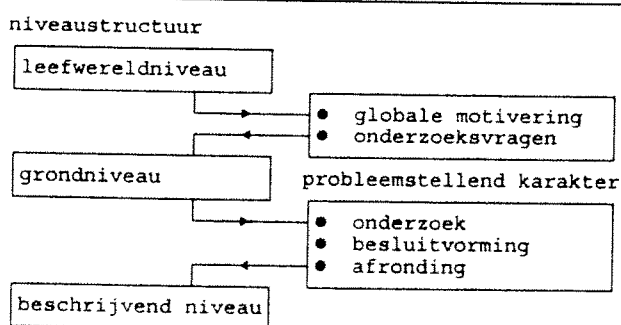 niveaustructuur
leefwereldniveau
● globale motivering
● onderzoeksvragen
grondniveau
probleemstellend karakter
● onderzoek
● besluitvorming
● afronding
beschrijvend niveau